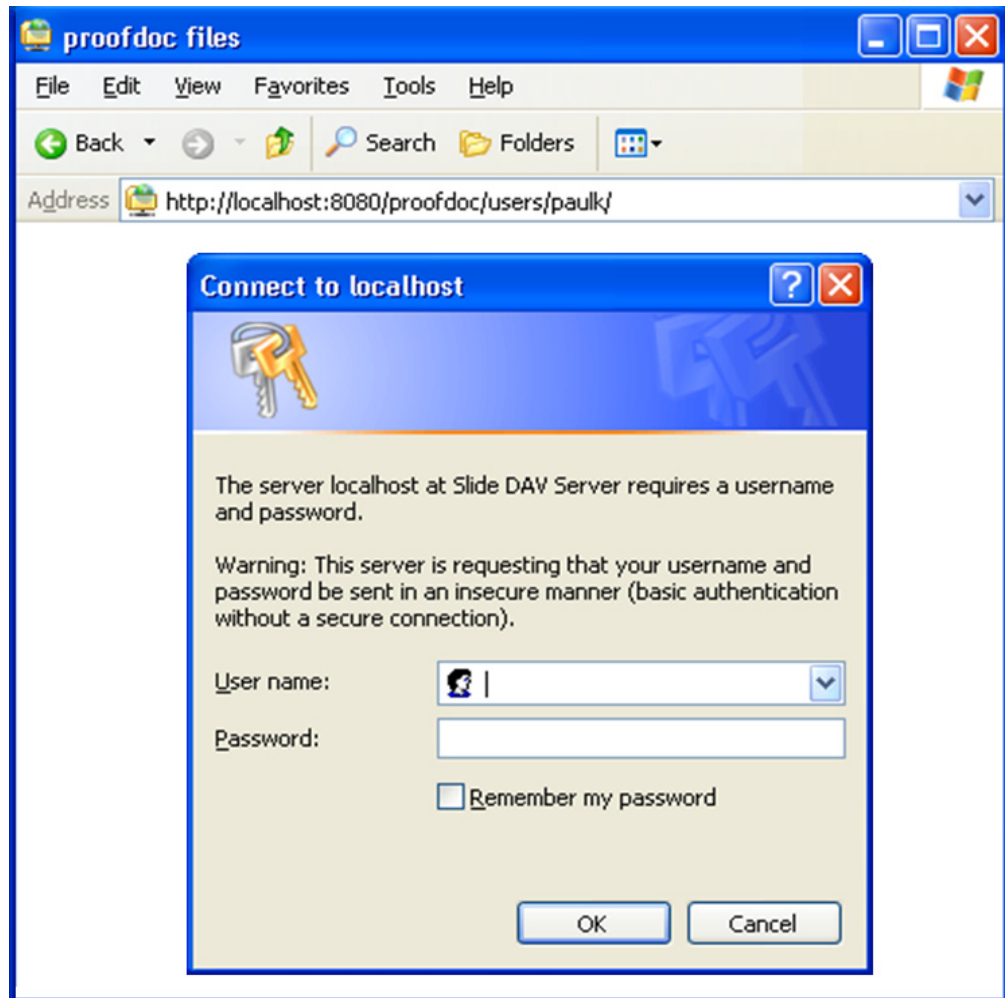 proofdoc files
File Edit View Favorites Tools Help
Back Search Folders
Address http://localhost:8080/proofdoc/users/paulk/
Connect to localhost
The server localhost at Slide DAV Server requires a username
and password.
Warning: This server is requesting that your username and
password be sent in an insecure manner (basic authentication
without a secure connection).
User name:
Password:
Remember my password
OK Cancel